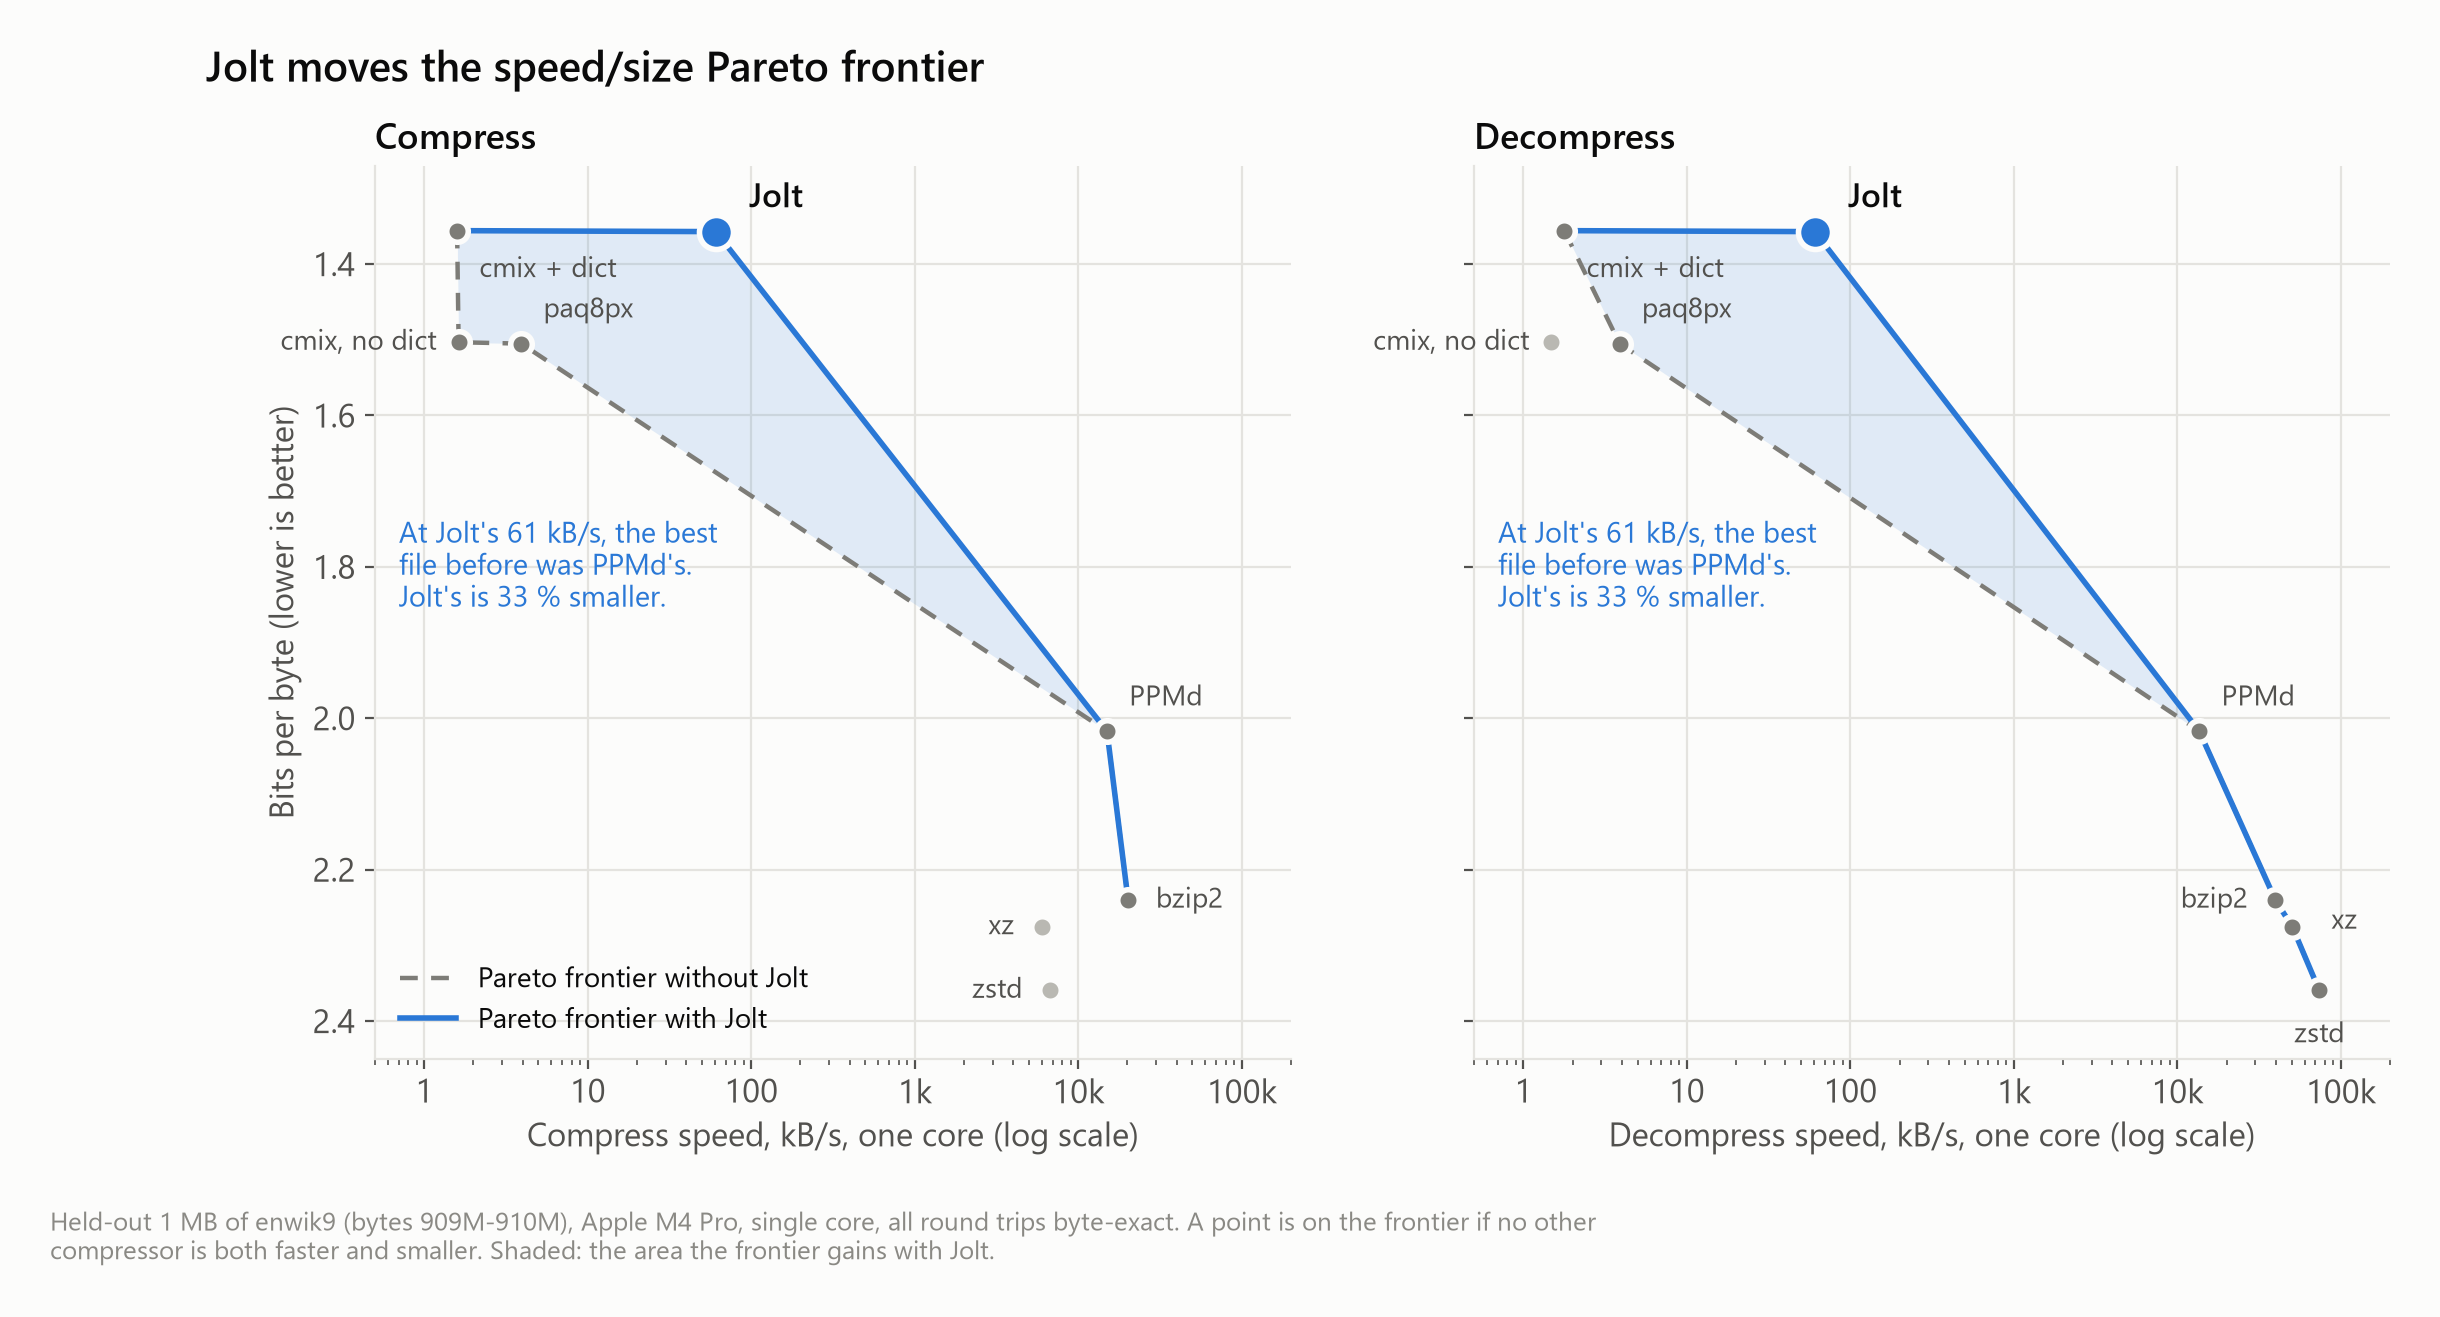 Jolt moves the speed/size Pareto frontier
Compress
Jolt
cmix + dict
paq8px
cmix, no dict
At Jolt's 61 kB/s, the best
file before was PPMd's.
Jolt's is 33 % smaller.
PPMd
bzip2
xz
zstd
Pareto frontier without Jolt
Pareto frontier with Jolt
Bits per byte (lower is better)
1.4
1.6
1.8
2.0
2.2
2.4
1 10 100 1k 10k 100k
Compress speed, kB/s, one core (log scale)
Decompress
Jolt
cmix + dict
paq8px
cmix, no dict
At Jolt's 61 kB/s, the best
file before was PPMd's.
Jolt's is 33 % smaller.
PPMd
bzip2
xz
zstd
1 10 100 1k 10k 100k
Decompress speed, kB/s, one core (log scale)
Held-out 1 MB of enwik9 (bytes 909M-910M), Apple M4 Pro, single core, all round trips byte-exact. A point is on the frontier if no other
compressor is both faster and smaller. Shaded: the area the frontier gains with Jolt.